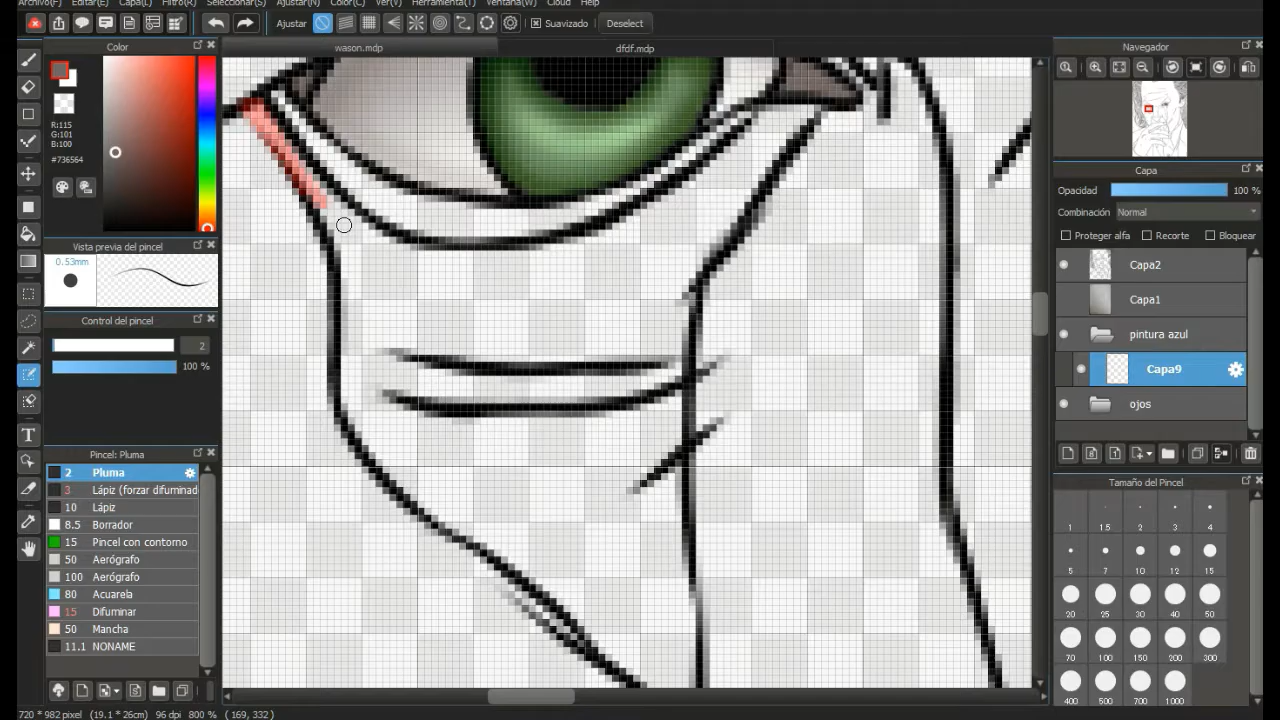 Archivo(F) Editar(E) Capa(L) Filtro(R) Seleccionar(S) Ajustar(N) Color(C) Ver(V) Herramienta(T) Ventana(W) Cloud Help
Ajustar Suavizado Deselect
Color
wason.mdp dfdf.mdp
Navegador
R:115
G:101
B:100
#736564
Capa
Opacidad 100 %
Combinación Normal
Proteger alfa Recorte Bloquear
Vista previa del pincel
0.53mm
Capa2
Capa1
pintura azul
Capa9
ojos
Control del pincel
2
100 %
Pincel: Pluma
2 Pluma
3 Lápiz (forzar difuminad
10 Lápiz
8.5 Borrador
15 Pincel con contorno
50 Aerógrafo
100 Aerógrafo
80 Acuarela
15 Difuminar
50 Mancha
11.1 NONAME
Tamaño del Pincel
1 1.5 2 3 4
5 7 10 12 15
20 25 30 40 50
70 100 150 200 300
400 500 700 1000
720 * 982 pixel (19.1 * 26cm) 96 dpi 800 % ( 169, 332 )